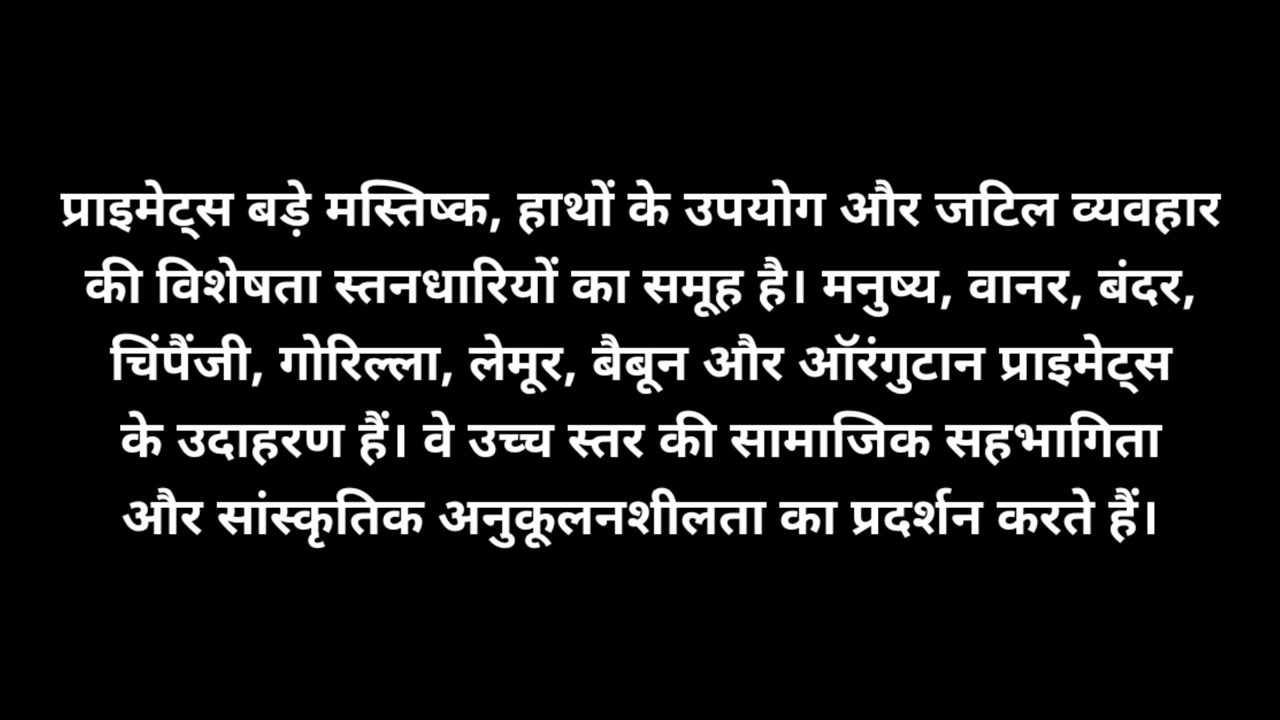 प्राइमेट्स बड़े मस्तिष्क, हाथों के उपयोग और जटिल व्यवहार
की विशेषता स्तनधारियों का समूह है। मनुष्य, वानर, बंदर,
चिंपैंजी, गोरिल्ला, लेमूर, बैबून और ऑरंगुटान प्राइमेट्स
के उदाहरण हैं। वे उच्च स्तर की सामाजिक सहभागिता
और सांस्कृतिक अनुकूलनशीलता का प्रदर्शन करते हैं।